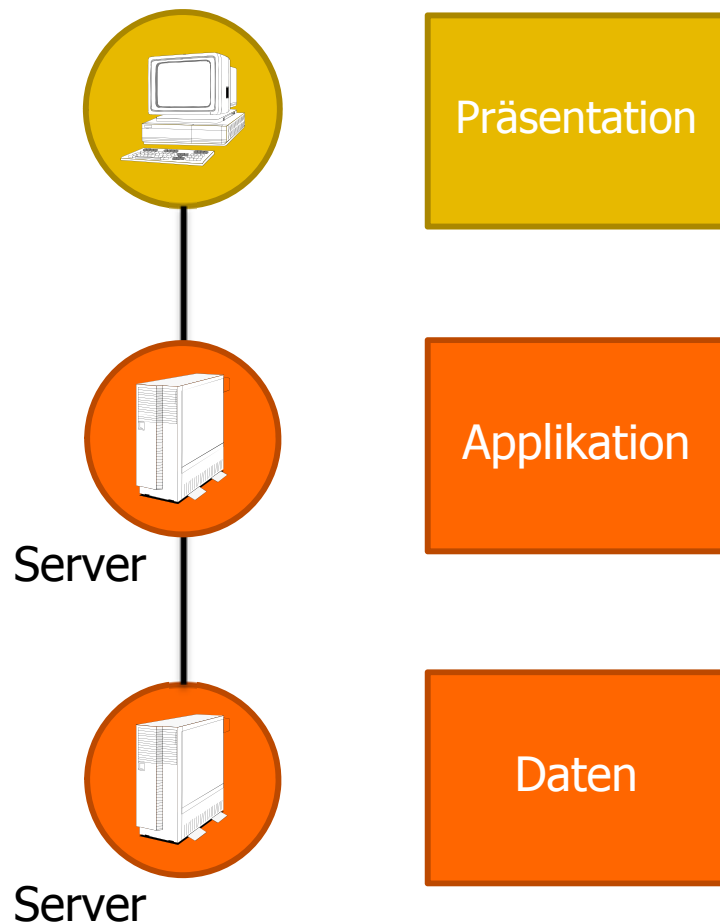 Präsentation
Applikation
Server
Daten
Server